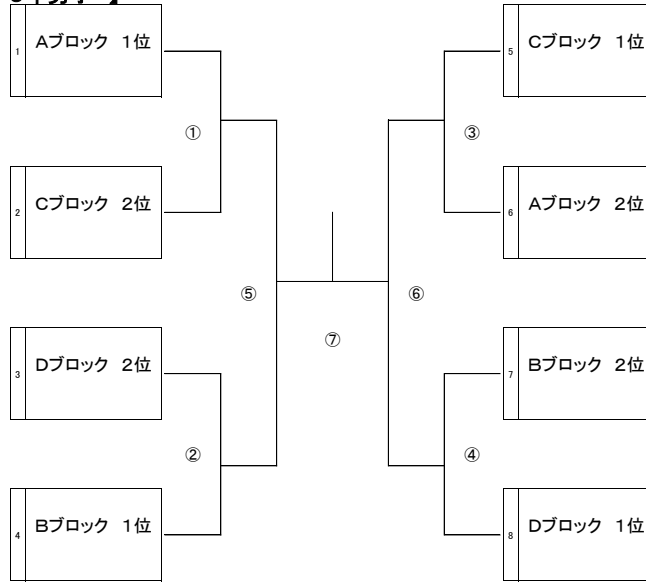 1 Aブロック 1位
2 Cブロック 2位
3 Dブロック 2位
4 Bブロック 1位
①
②
⑤
⑦
⑥
③
④
5 Cブロック 1位
6 Aブロック 2位
7 Bブロック 2位
8 Dブロック 1位